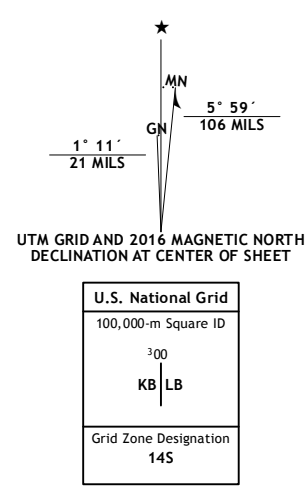 ★
MN
5° 59´
106 MILS
GN
1° 11´
21 MILS
UTM GRID AND 2016 MAGNETIC NORTH
DECLINATION AT CENTER OF SHEET
U.S. National Grid
100,000-m Square ID
³00
KB LB
Grid Zone Designation
14S